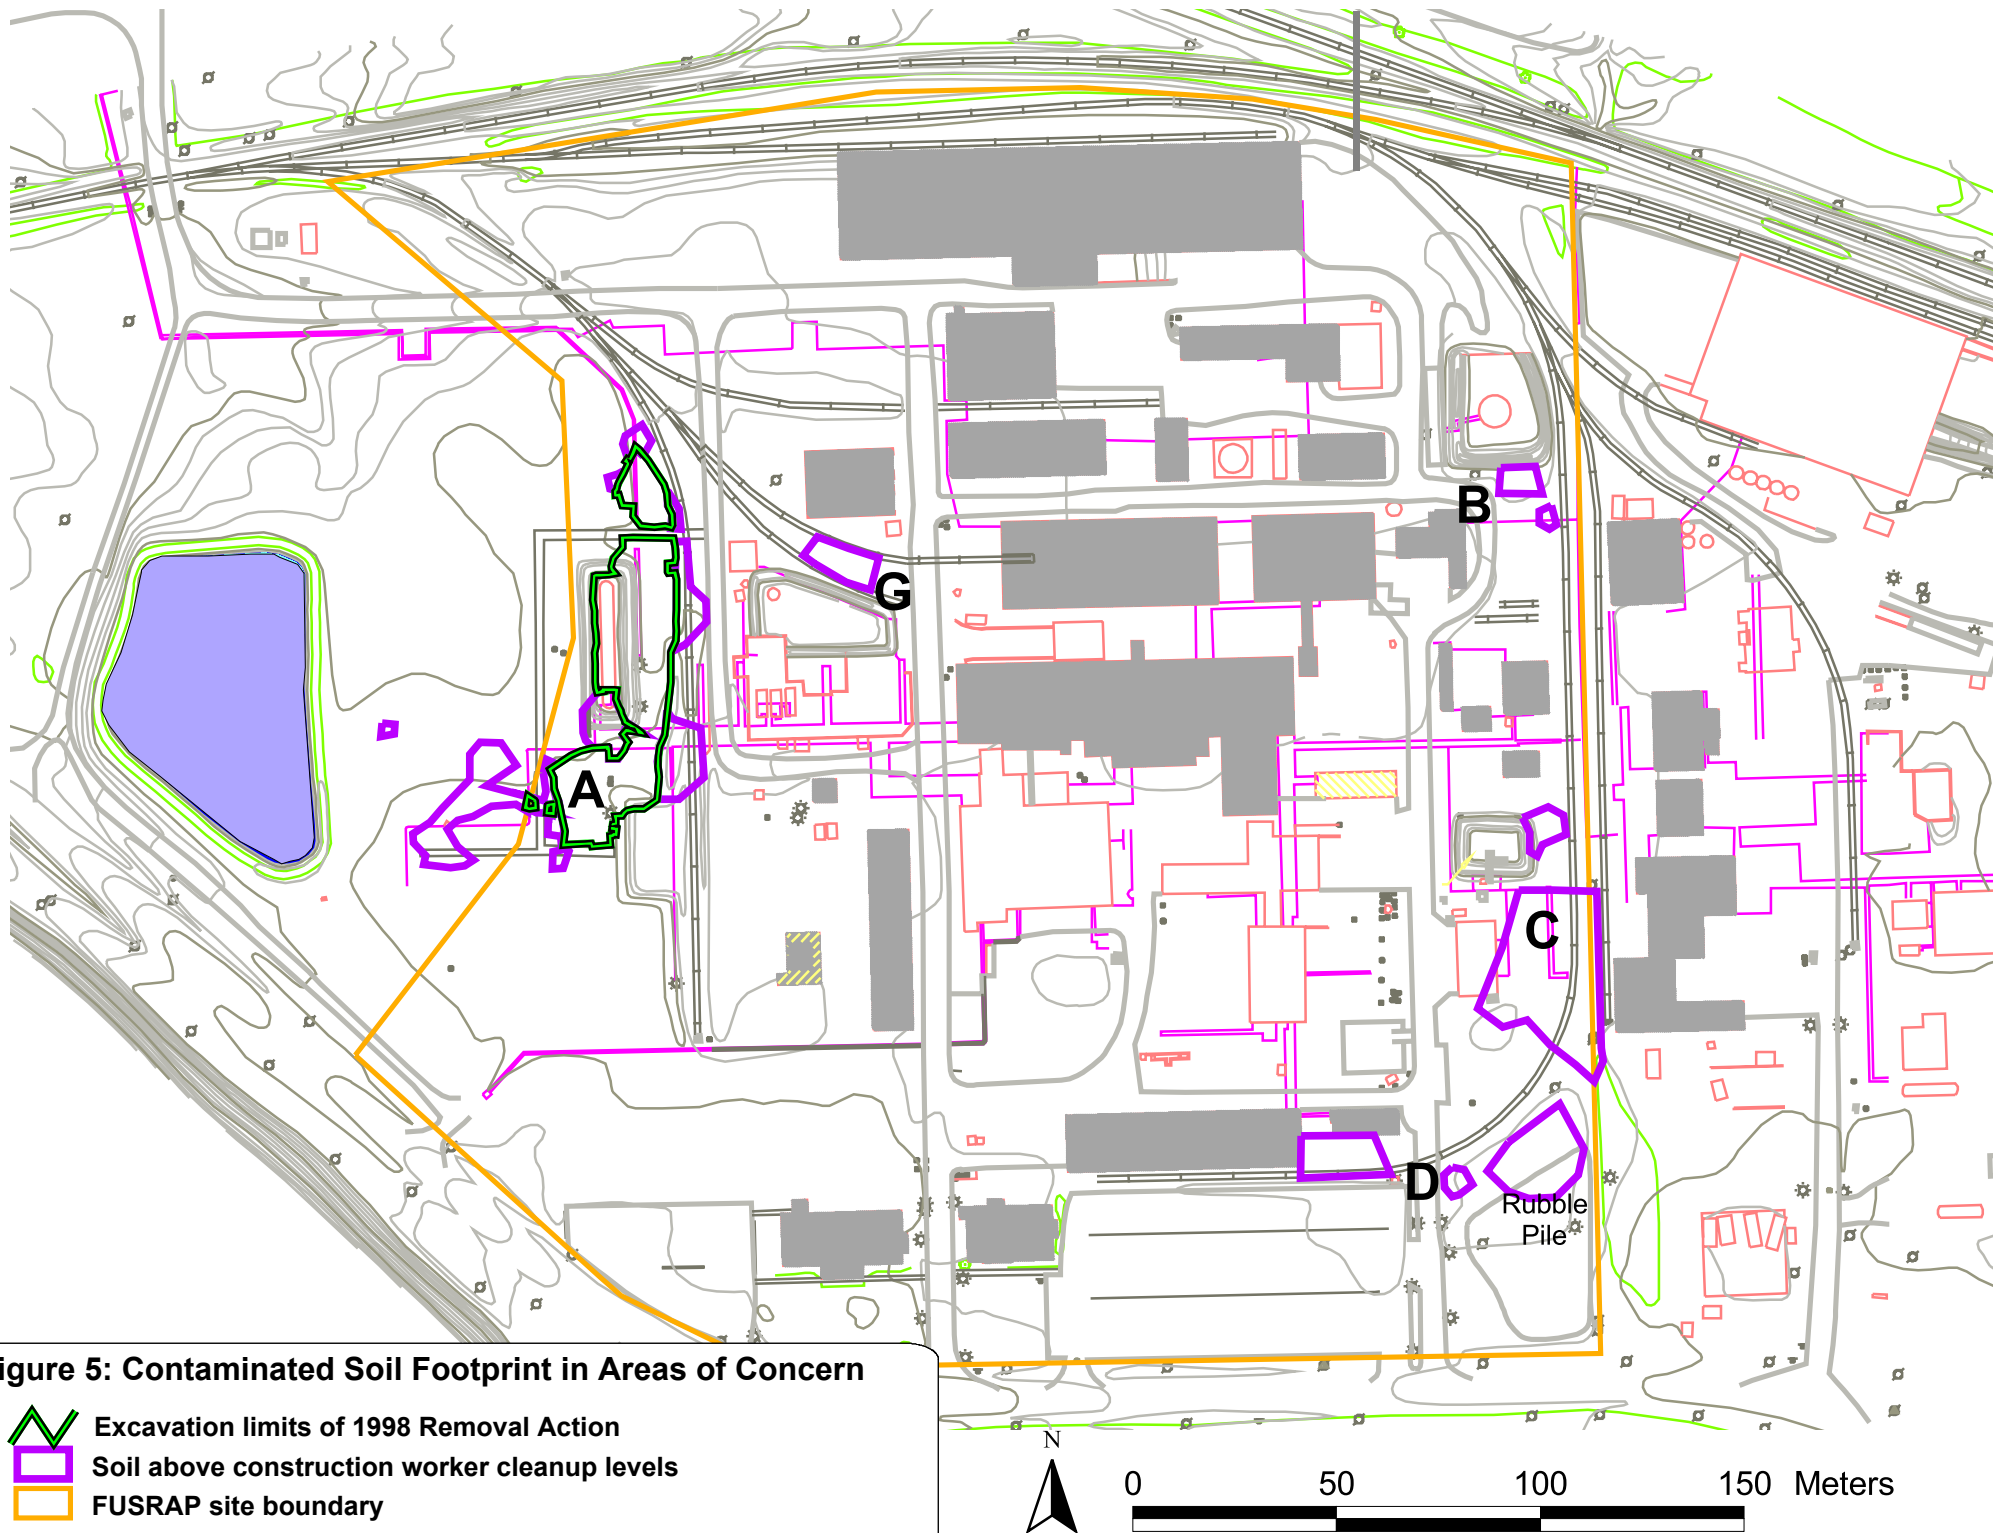 B
G
A
C
D
Rubble
Pile
igure 5: Contaminated Soil Footprint in Areas of Concern
Excavation limits of 1998 Removal Action
Soil above construction worker cleanup levels
FUSRAP site boundary
N
0 50 100 150 Meters